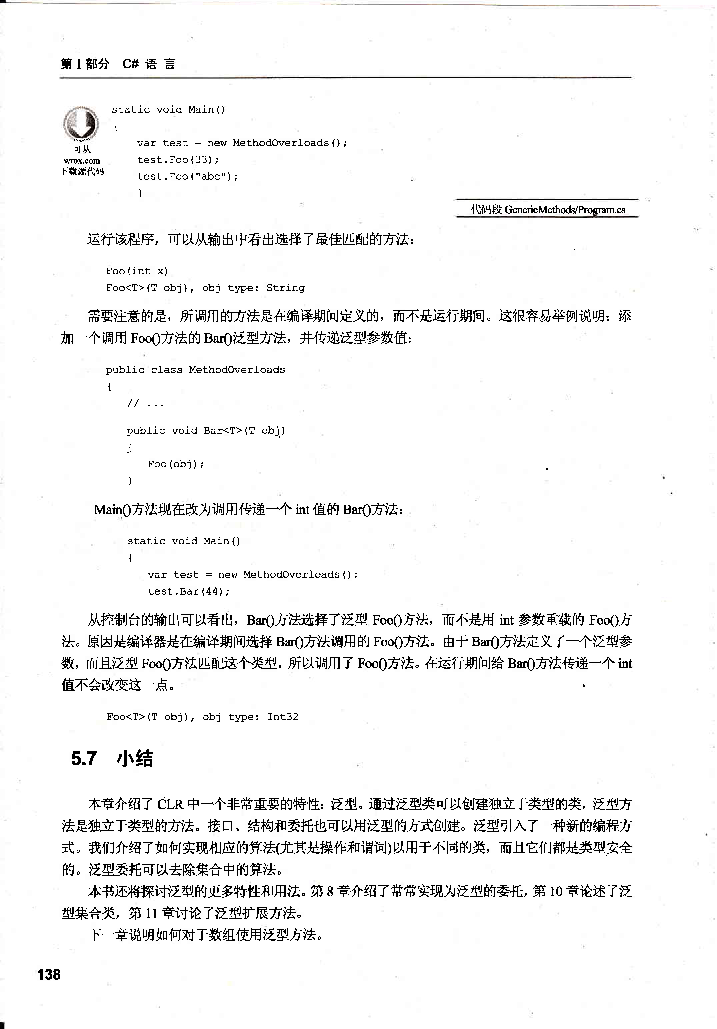 第Ⅰ部分 C# 语 言
static void Main()
{
var test = new MethodOverloads();
可从
wrox.com
下载源代码
test.Foo(33);
test.Foo("abc");
}
代码段 GenericMethods/Program.cs
运行该程序，可以从输出中看出选择了最佳匹配的方法：
Foo(int x)
Foo<T>(T obj), obj type: String
需要注意的是，所调用的方法是在编译期间定义的，而不是运行期间。这很容易举例说明：添
加一个调用 Foo()方法的 Bar()泛型方法，并传递泛型参数值：
public class MethodOverloads
{
// ...
public void Bar<T>(T obj)
{
Foo(obj);
}
Main()方法现在改为调用传递一个 int 值的 Bar()方法：
static void Main()
{
var test = new MethodOverloads();
test.Bar(44);
从控制台的输出可以看出，Bar()方法选择了泛型 Foo()方法，而不是用 int 参数重载的 Foo()方
法。原因是编译器是在编译期间选择 Bar()方法调用的 Foo()方法。由于 Bar()方法定义了一个泛型参
数，而且泛型 Foo()方法匹配这个类型，所以调用了 Foo()方法。在运行期间给 Bar()方法传递一个 int
值不会改变这一点。
Foo<T>(T obj), obj type: Int32
5.7 小结
本章介绍了 CLR 中一个非常重要的特性：泛型。通过泛型类可以创建独立于类型的类，泛型方
法是独立于类型的方法。接口、结构和委托也可以用泛型的方式创建。泛型引入了一种新的编程方
式。我们介绍了如何实现相应的算法(尤其是操作和谓词)以用于不同的类，而且它们都是类型安全
的。泛型委托可以去除集合中的算法。
本书还将探讨泛型的更多特性和用法。第 8 章介绍了常常实现为泛型的委托，第 10 章论述了泛
型集合类，第 11 章讨论了泛型扩展方法。
下一章说明如何对于数组使用泛型方法。
138